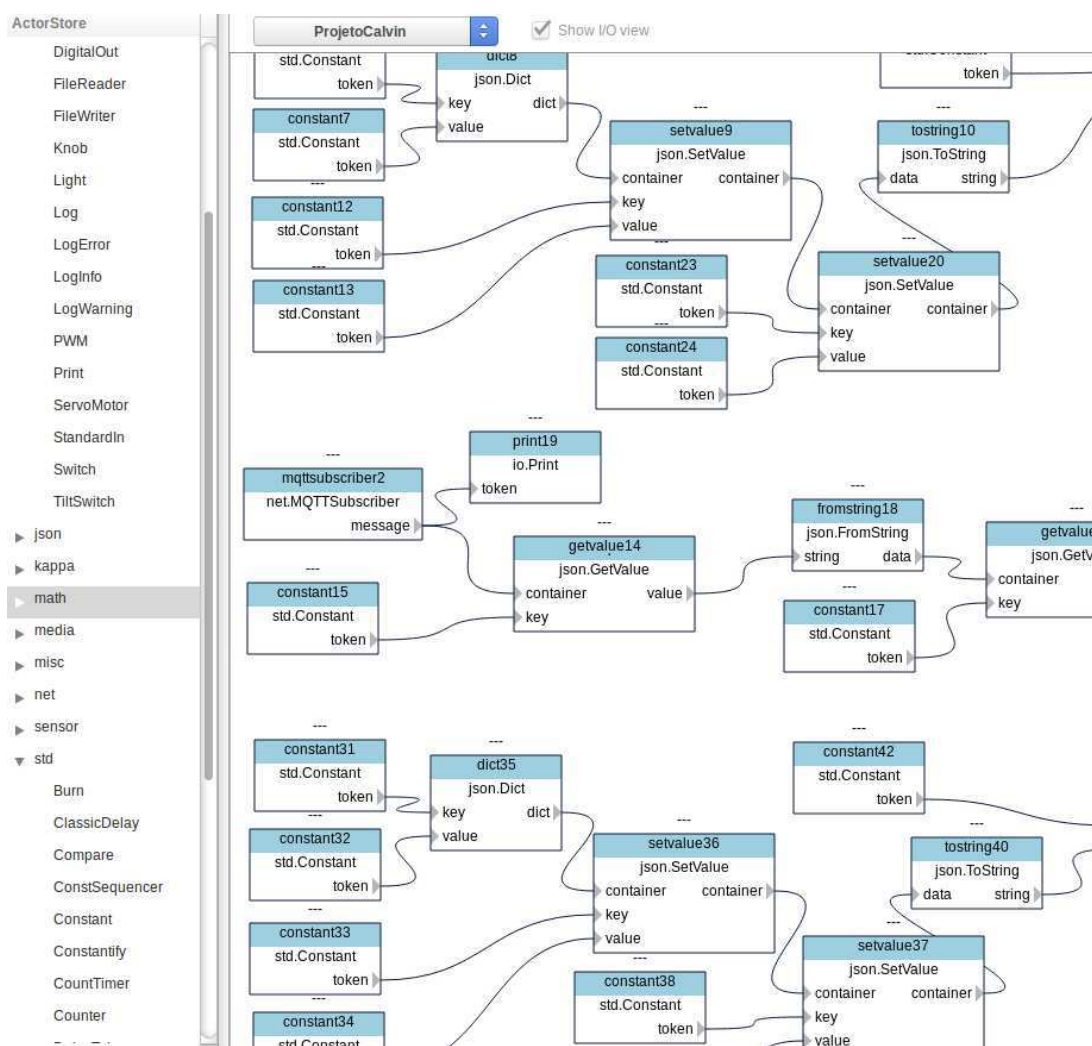 ActorStore
DigitalOut
FileReader
FileWriter
Knob
Light
Log
LogError
LogInfo
LogWarning
PWM
Print
ServoMotor
StandardIn
Switch
TiltSwitch
json
kappa
math
media
misc
net
sensor
std
Burn
ClassicDelay
Compare
ConstSequencer
Constant
Constantify
CountTimer
Counter
ProjetoCalvin
Show I/O view
std.Constant
token
dict8
json.Dict
key dict
value
token
constant7
std.Constant
token
---
setvalue9
json.SetValue
container container
key
value
---
tostring10
json.ToString
data string
---
constant12
std.Constant
token
---
constant13
std.Constant
token
---
constant23
std.Constant
token
---
constant24
std.Constant
token
---
setvalue20
json.SetValue
container container
key
value
---
print19
io.Print
token
---
mqttsubscriber2
net.MQTTSubscriber
message
---
getvalue14
json.GetValue
container value
key
---
constant15
std.Constant
token
---
fromstring18
json.FromString
string data
---
constant17
std.Constant
token
---
getvalue
json.GetV
container
key
---
constant31
std.Constant
token
---
dict35
json.Dict
key dict
value
---
constant32
std.Constant
token
---
setvalue36
json.SetValue
container container
key
value
---
constant42
std.Constant
token
---
tostring40
json.ToString
data string
---
constant33
std.Constant
token
---
constant34
std.Constant
---
constant38
std.Constant
token
---
setvalue37
json.SetValue
container container
key
value